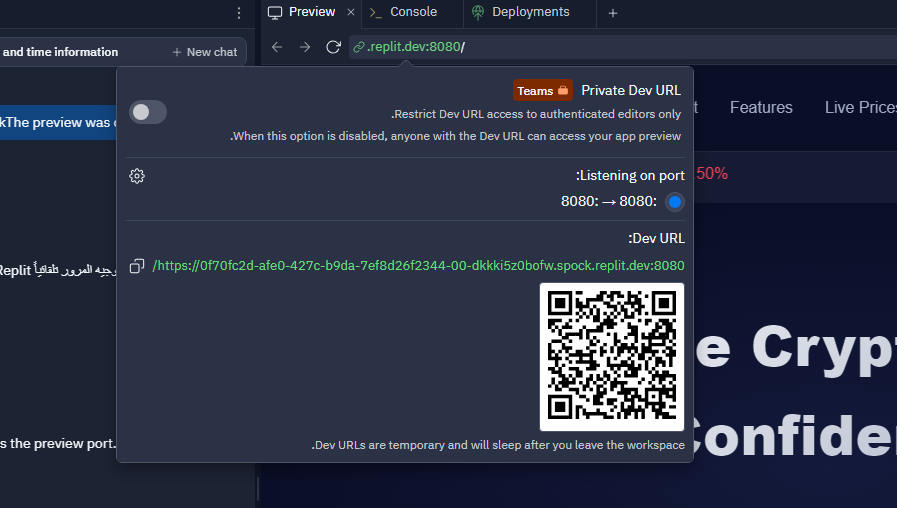 Preview
Console
Deployments
and time information
New chat
.replit.dev:8080/
kThe preview was
Teams
Private Dev URL
.Restrict Dev URL access to authenticated editors only
.When this option is disabled, anyone with the Dev URL can access your app preview
:Listening on port
8080: → 8080:
:Dev URL
/https://0f70fc2d-afe0-427c-b9da-7ef8d26f2344-00-dkkki5z0bofw.spock.replit.dev:8080
.Dev URLs are temporary and will sleep after you leave the workspace
Replit وجيه المرور تلقائياً
s the preview port.
t
Features
Live Prices
.50%
e Crypt
Confiden